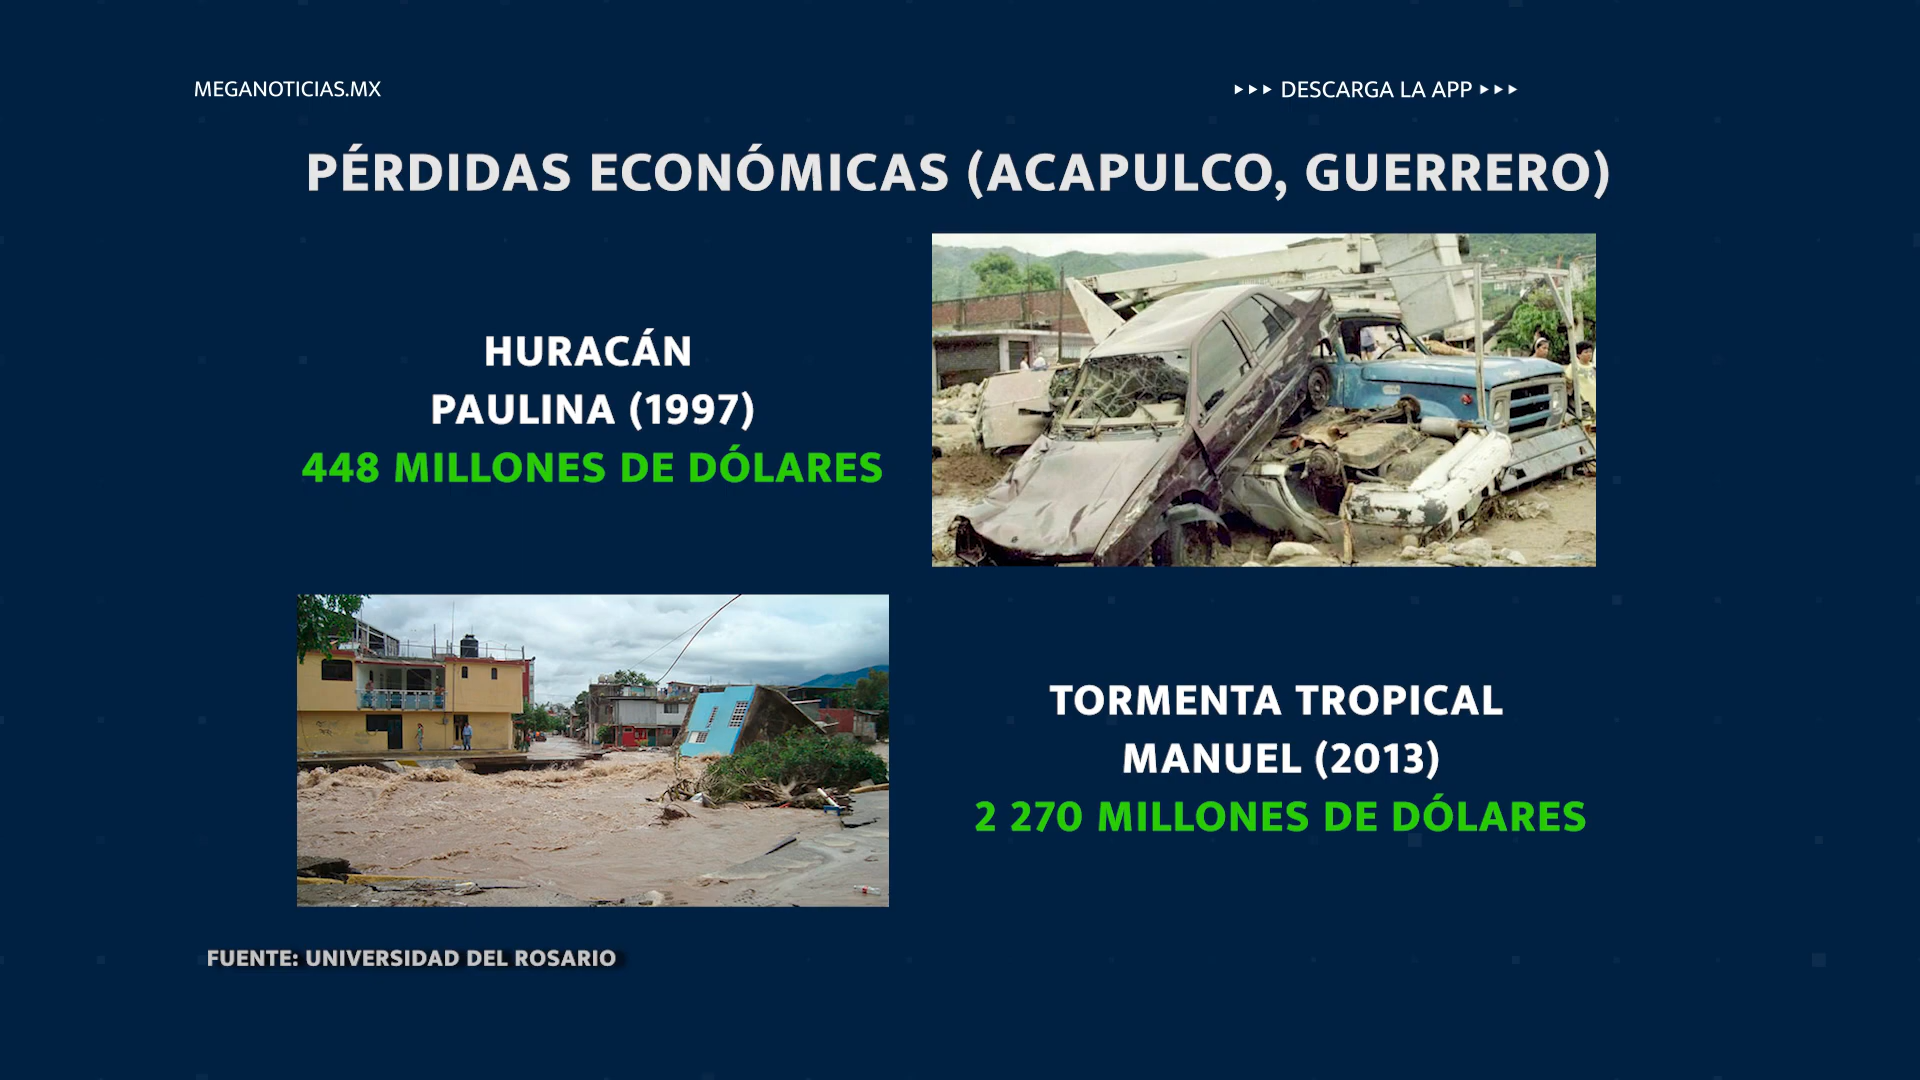 MEGANOTICIAS.MX
DESCARGA LA APP
PÉRDIDAS ECONÓMICAS (ACAPULCO, GUERRERO)
HURACÁN
PAULINA (1997)
448 MILLONES DE DÓLARES
TORMENTA TROPICAL
MANUEL (2013)
2 270 MILLONES DE DÓLARES
FUENTE: UNIVERSIDAD DEL ROSARIO